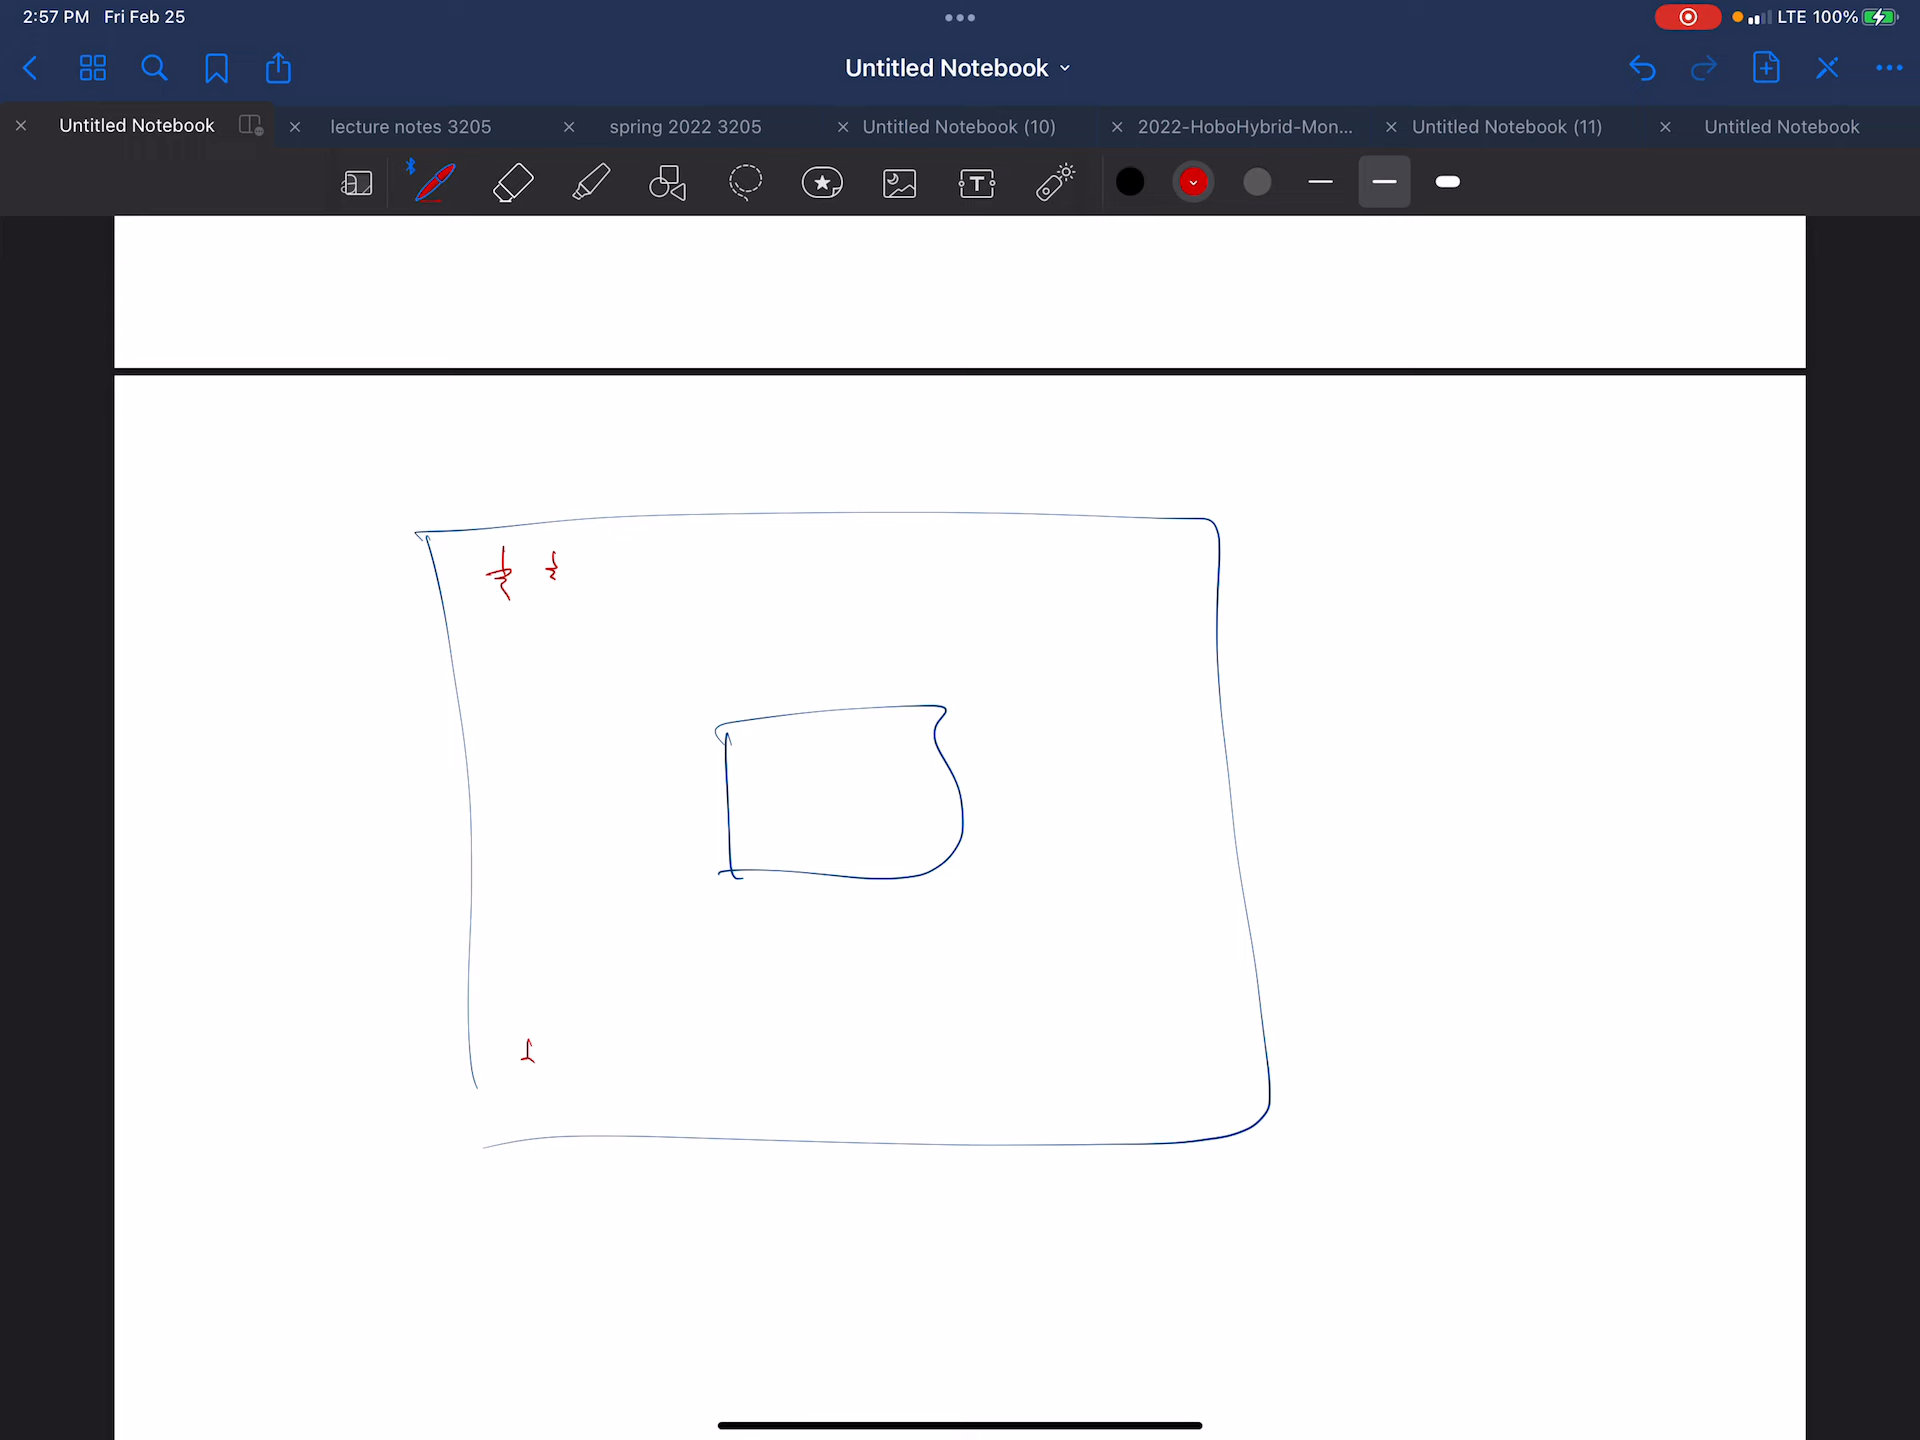 2:57 PM Fri Feb 25
LTE 100%
Untitled Notebook
Untitled Notebook
lecture notes 3205
spring 2022 3205
Untitled Notebook (10)
2022-HoboHybrid-Mon...
Untitled Notebook (11)
Untitled Notebook
T